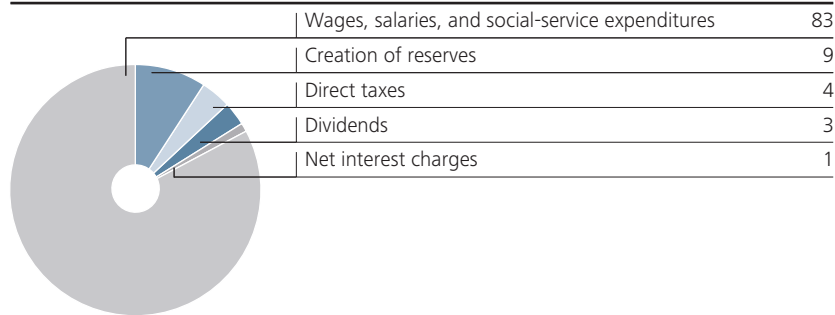 Wages, salaries, and social-service expenditures 83
Creation of reserves 9
Direct taxes 4
Dividends 3
Net interest charges 1